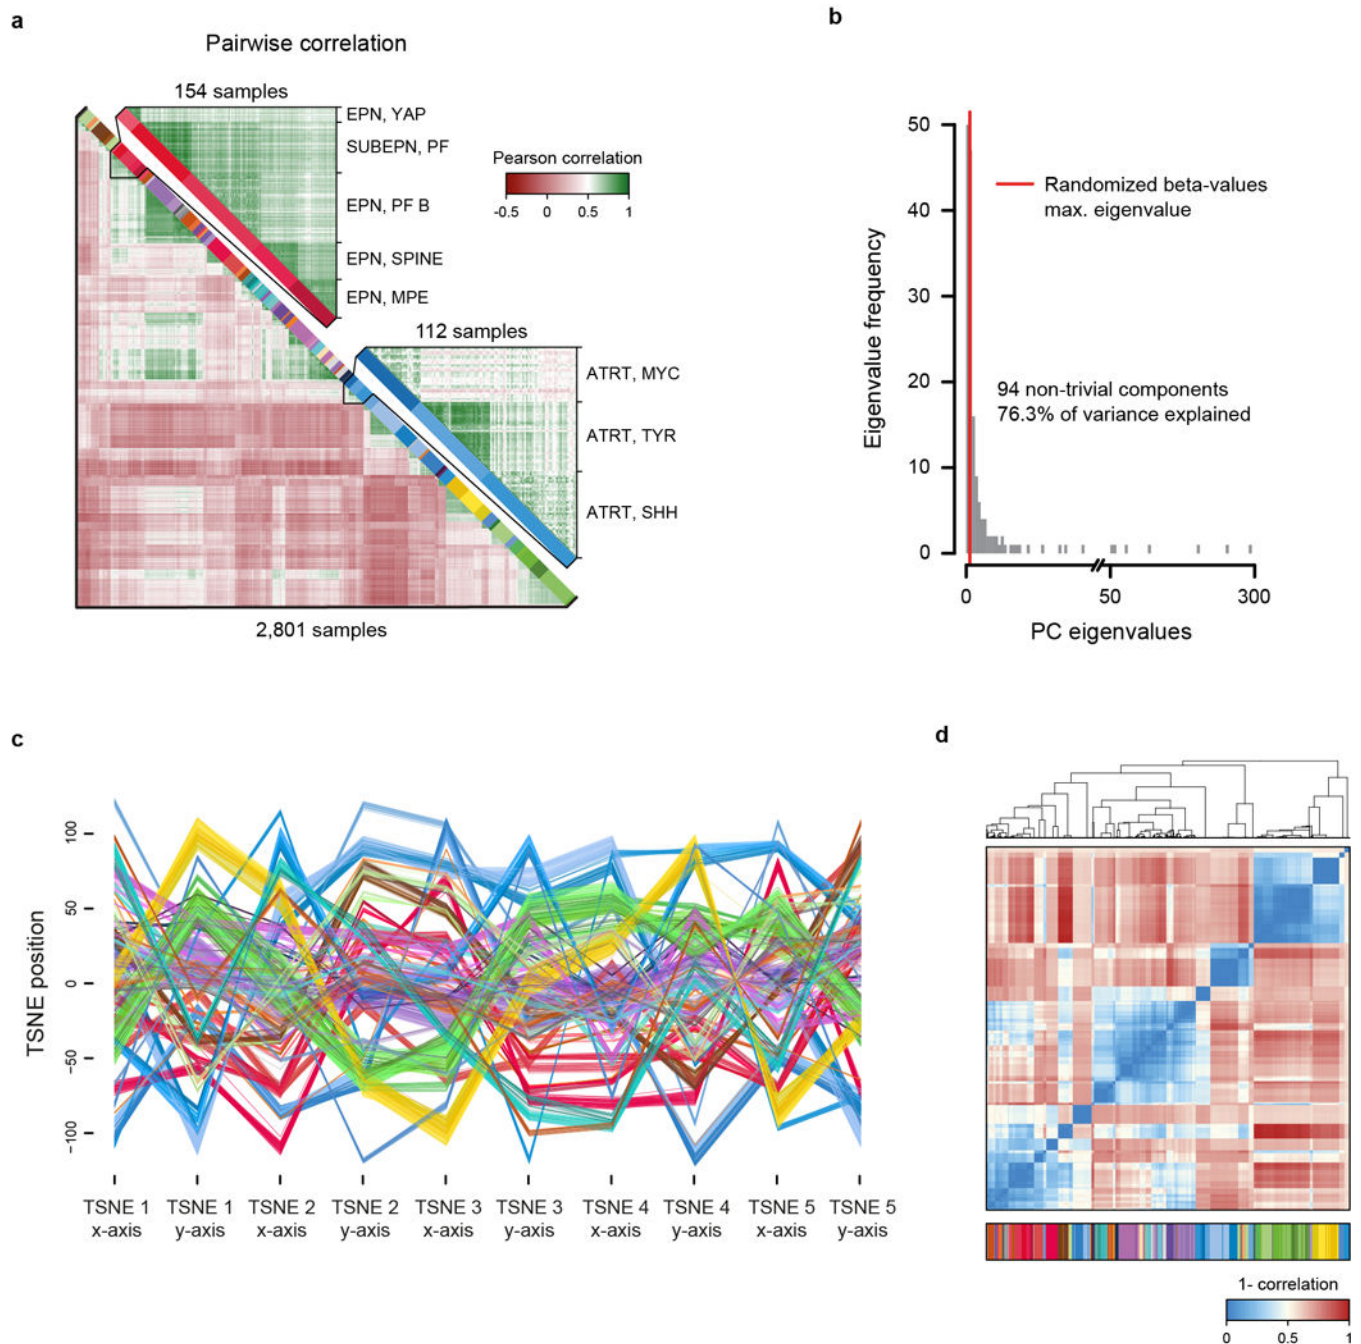 a
Pairwise correlation
154 samples
EPN, YAP
SUBEPN, PF
EPN, PF B
EPN, SPINE
EPN, MPE
Pearson correlation
-0.5 0 0.5 1
112 samples
ATRT, MYC
ATRT, TYR
ATRT, SHH
2,801 samples
b
Eigenvalue frequency
50
40
30
20
10
0
Randomized beta-values
max. eigenvalue
94 non-trivial components
76.3% of variance explained
0 50 300
PC eigenvalues
c
TSNE position
100
50
0
−50
−100
TSNE 1 TSNE 1 TSNE 2 TSNE 2 TSNE 3 TSNE 3 TSNE 4 TSNE 4 TSNE 5 TSNE 5
x-axis y-axis x-axis y-axis x-axis y-axis x-axis y-axis x-axis y-axis
d
1- correlation
0 0.5 1